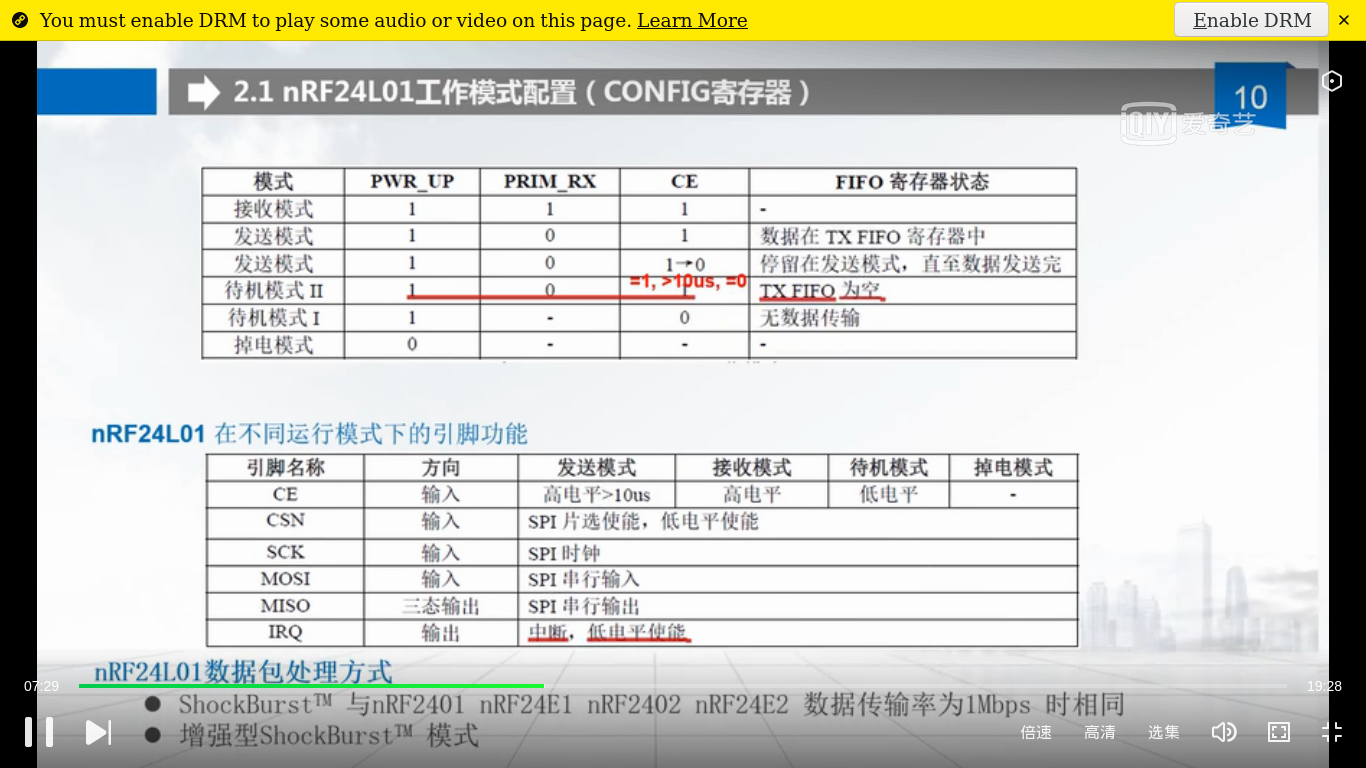 You must enable DRM to play some audio or video on this page. Learn More Enable DRM
2.1 nRF24L01工作模式配置（CONFIG寄存器） 10
QIY 爱奇艺
模式 PWR_UP PRIM_RX CE FIFO 寄存器状态
接收模式 1 1 1 -
发送模式 1 0 1 数据在 TX FIFO 寄存器中
发送模式 1 0 1→0 停留在发送模式，直至数据发送完
=1, >10us, =0
待机模式 II 1 0 1 TX FIFO 为空
待机模式 I 1 - 0 无数据传输
掉电模式 0 - - -
nRF24L01 在不同运行模式下的引脚功能
引脚名称 方向 发送模式 接收模式 待机模式 掉电模式
CE 输入 高电平>10us 高电平 低电平 -
CSN 输入 SPI 片选使能，低电平使能
SCK 输入 SPI 时钟
MOSI 输入 SPI 串行输入
MISO 三态输出 SPI 串行输出
IRQ 输出 中断，低电平使能
nRF24L01数据包处理方式
07:29 19:28
● ShockBurst™ 与nRF2401 nRF24E1 nRF2402 nRF24E2 数据传输率为1Mbps 时相同
● 增强型ShockBurst™ 模式
倍速 高清 选集